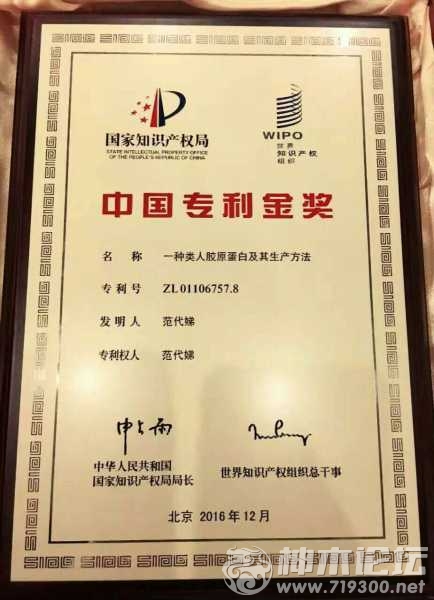 国家知识产权局
STATE INTELLECTUAL PROPERTY OFFICE
OF THE PEOPLE'S REPUBLIC OF CHINA
WIPO
世界
知识产权
组织
中国专利金奖
名称 一种类人胶原蛋白及其生产方法
专利号 ZL 01106757.8
发明人 范代娣
专利权人 范代娣
申长雨
中华人民共和国
国家知识产权局局长
世界知识产权组织总干事
北京 2016年12月
神木论坛
www.719300.net